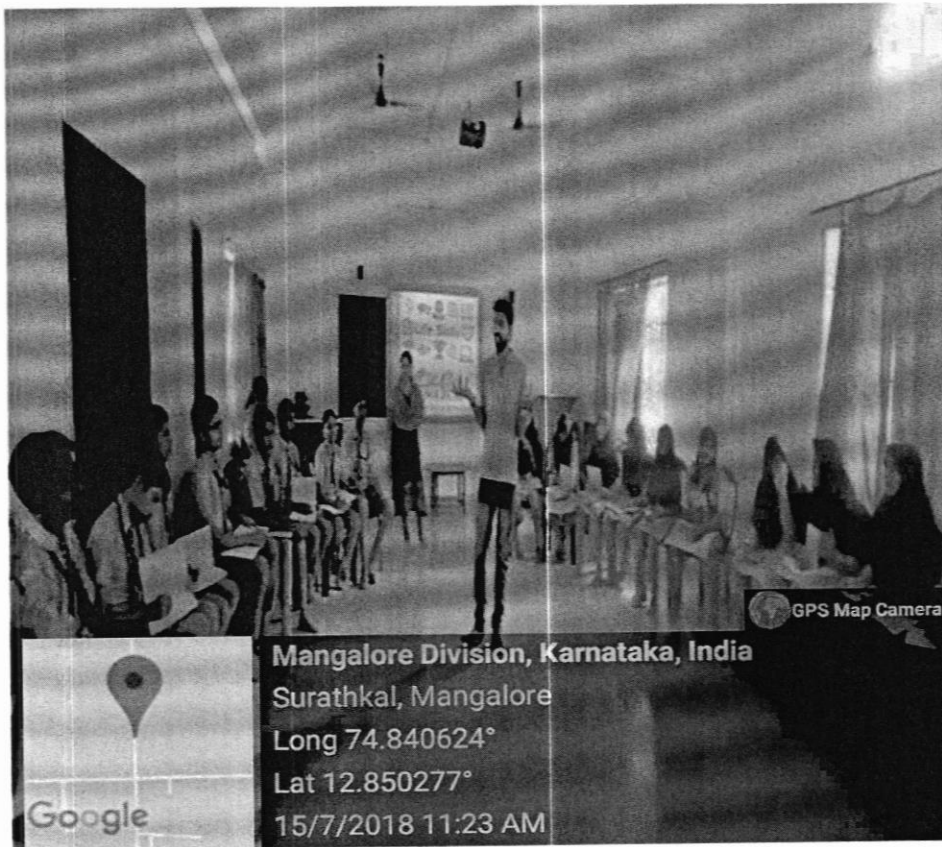 GPS Map Camera
Mangalore Division, Karnataka, India
Surathkal, Mangalore
Long 74.840624°
Lat 12.850277°
15/7/2018 11:23 AM
Google